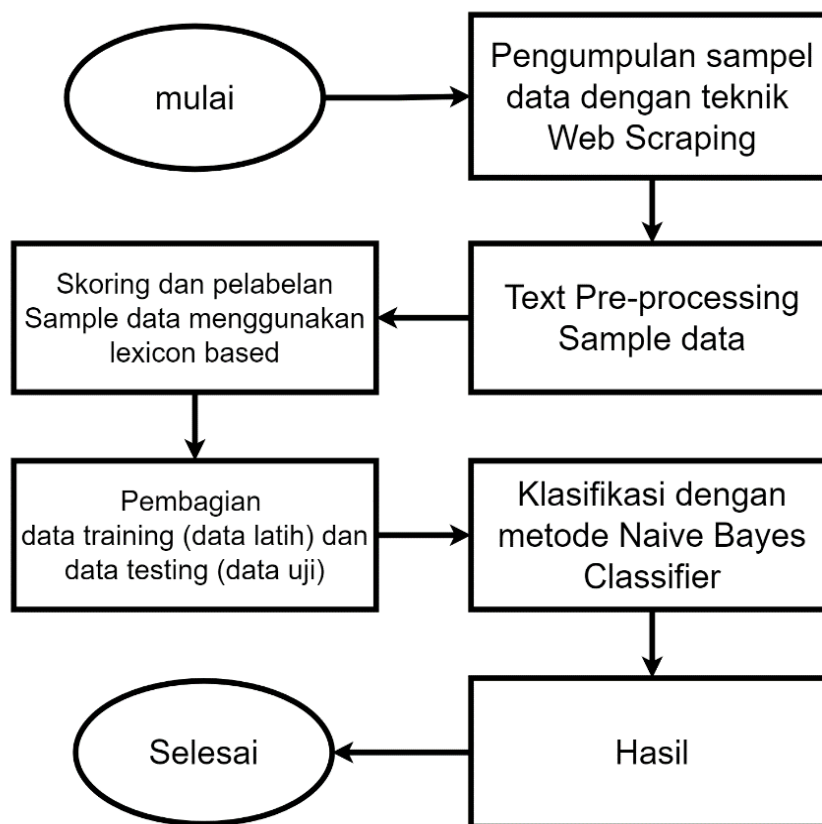 mulai
Pengumpulan sampel
data dengan teknik
Web Scraping
Text Pre-processing
Sample data
Skoring dan pelabelan
Sample data menggunakan
lexicon based
Pembagian
data training (data latih) dan
data testing (data uji)
Klasifikasi dengan
metode Naive Bayes
Classifier
Hasil
Selesai